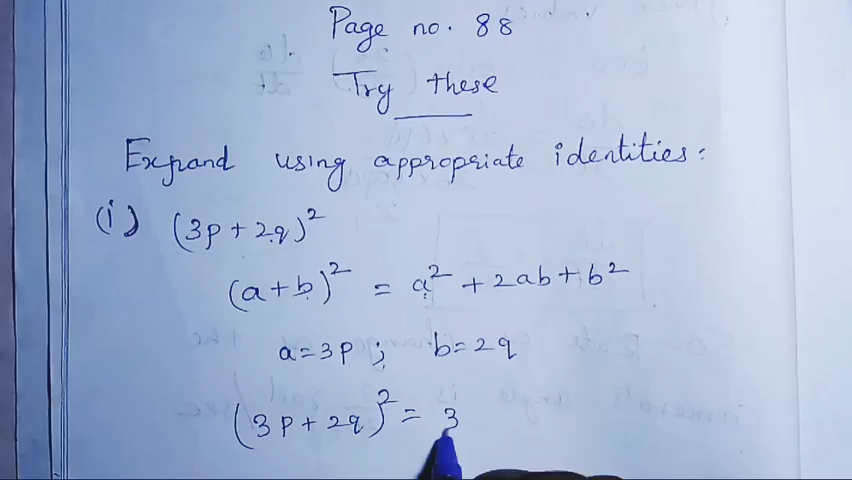 Page no. 88
Try these
Expand using appropriate identities:
(i) (3p + 2q)²
(a+b)² = a² + 2ab + b²
a = 3p ; b = 2q
(3p + 2q)² = 3